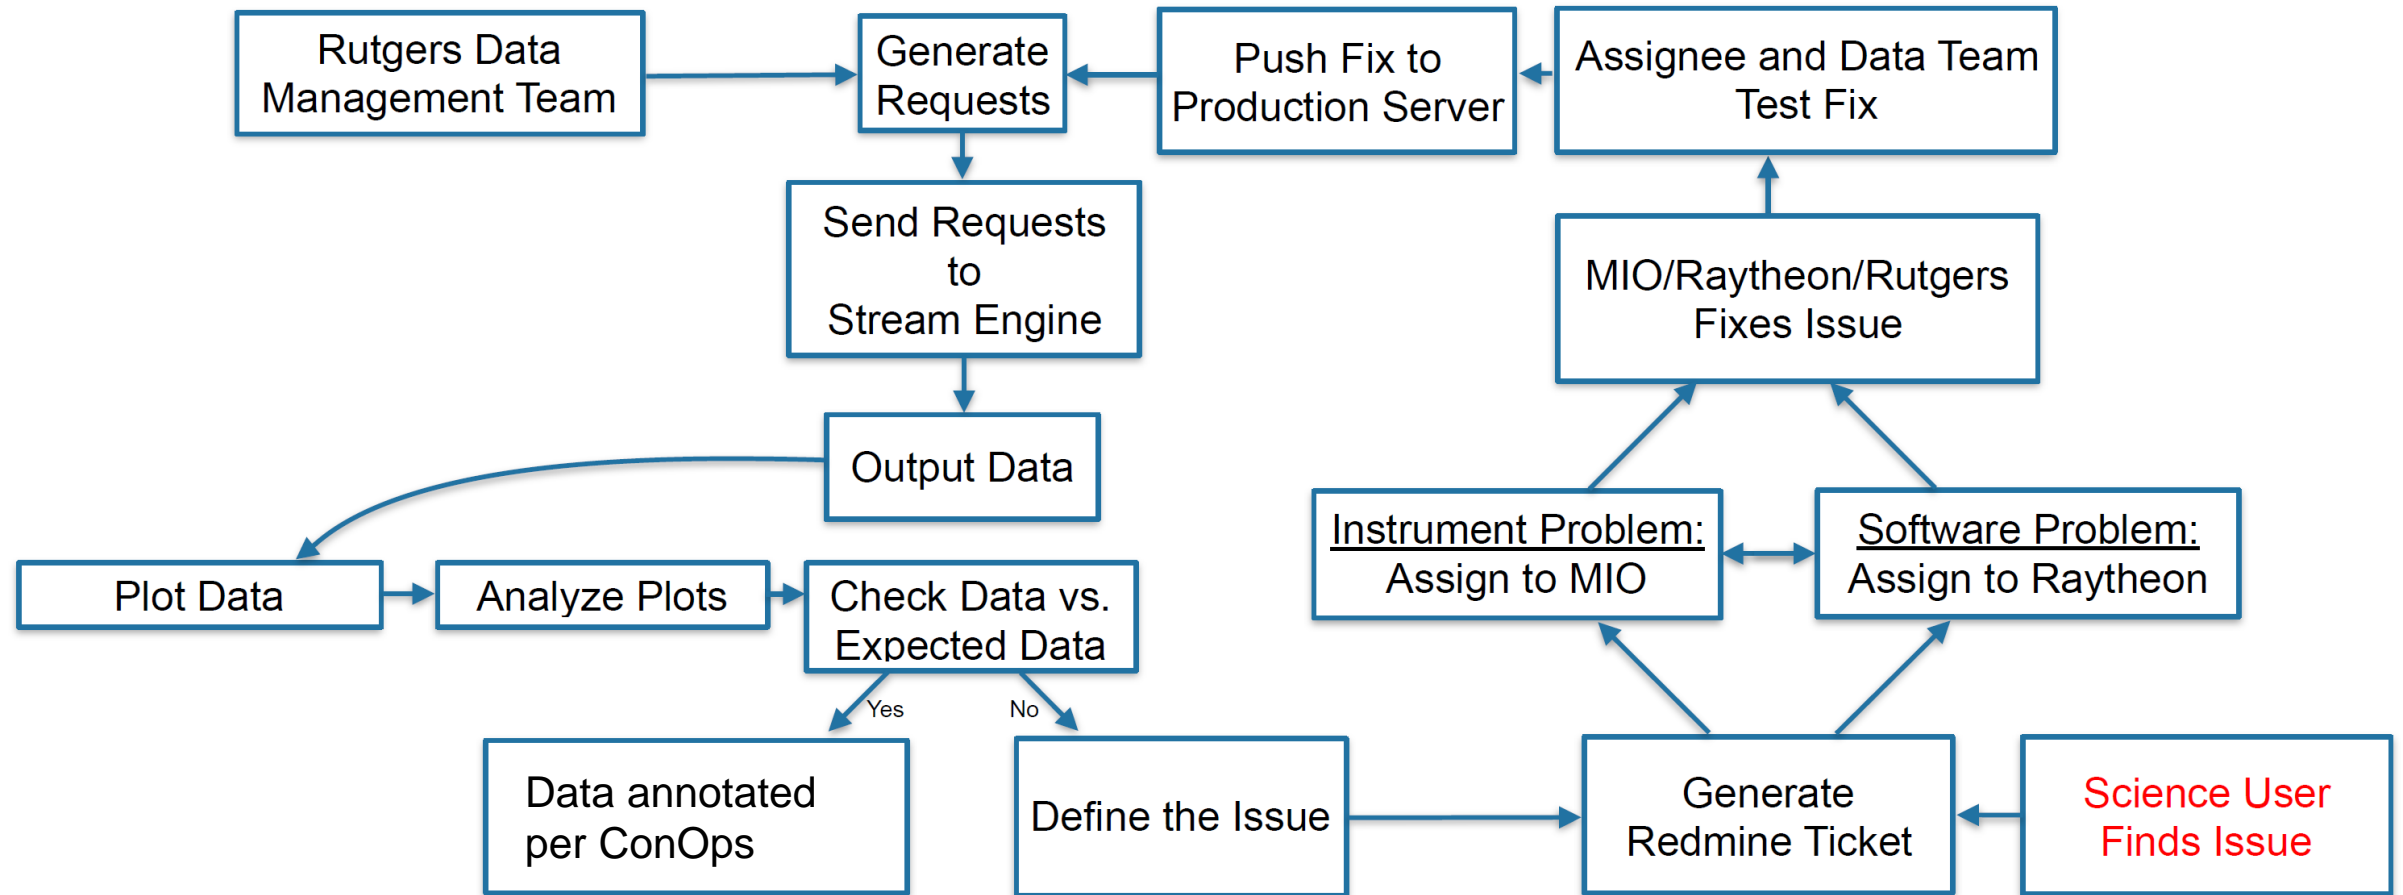 Rutgers Data
Management Team
Generate
Requests
Push Fix to
Production Server
Assignee and Data Team
Test Fix
Send Requests
to
Stream Engine
MIO/Raytheon/Rutgers
Fixes Issue
Output Data
Instrument Problem:
Assign to MIO
Software Problem:
Assign to Raytheon
Plot Data
Analyze Plots
Check Data vs.
Expected Data
Yes
No
Data annotated
per ConOps
Define the Issue
Generate
Redmine Ticket
Science User
Finds Issue